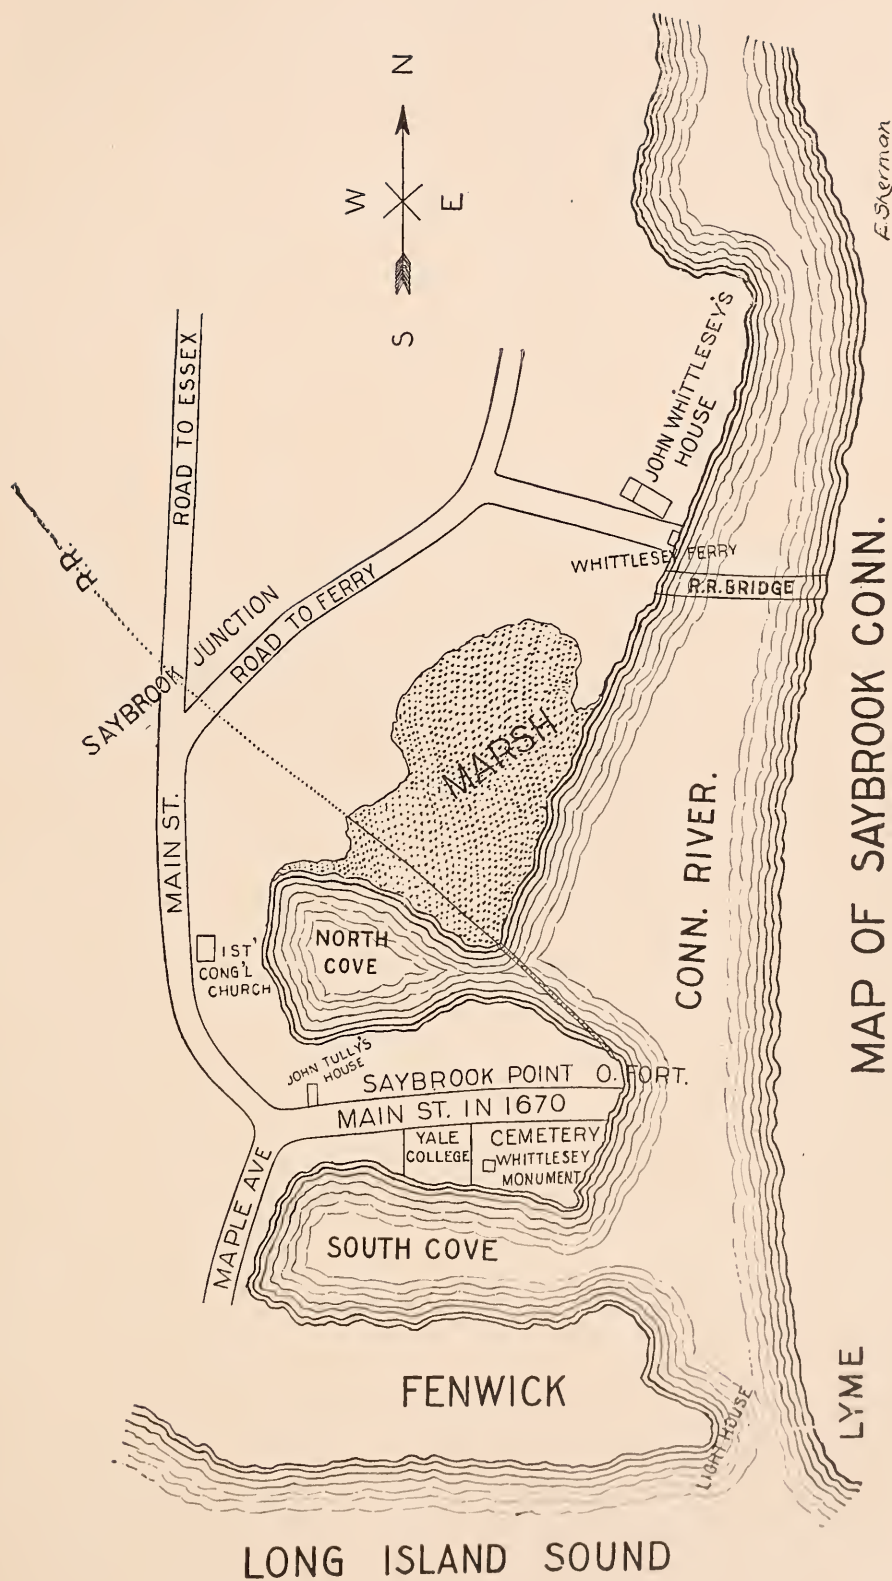 N
W
E
S
ROAD TO ESSEX
R.R.
SAYBROOK JUNCTION
ROAD TO FERRY
JOHN WHITTLESEY'S
HOUSE
WHITTLESEY FERRY
R.R. BRIDGE
MARSH
MAIN ST.
1ST'
CONG'L
CHURCH
NORTH
COVE
CONN. RIVER.
JOHN TULLY'S
HOUSE
SAYBROOK POINT O. FORT.
MAIN ST. IN 1670
YALE
COLLEGE
CEMETERY
WHITTLESEY
MONUMENT
MAPLE AVE
SOUTH COVE
FENWICK
LIGHT HOUSE
LYME
LONG ISLAND SOUND
MAP OF SAYBROOK CONN.
E. Sherman